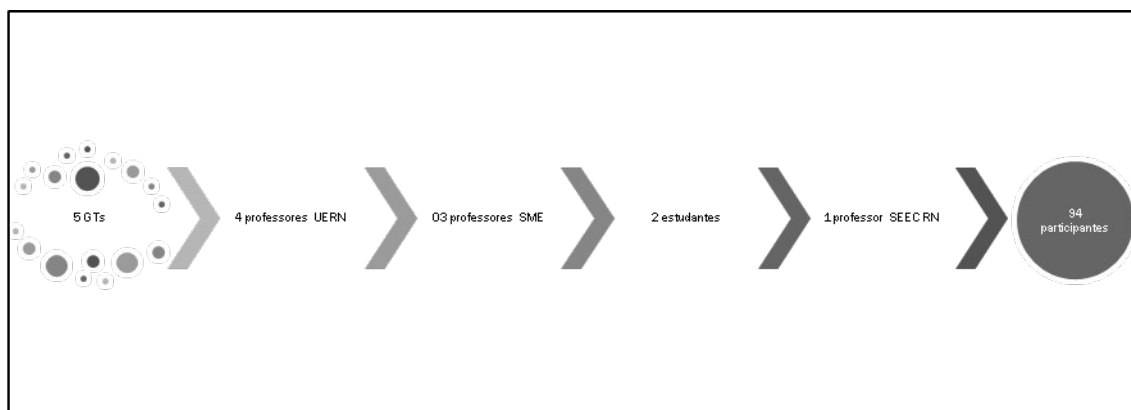 5 GTs
4 professores UERN
03 professores SME
2 estudantes
1 professor SEEC RN
94
participantes